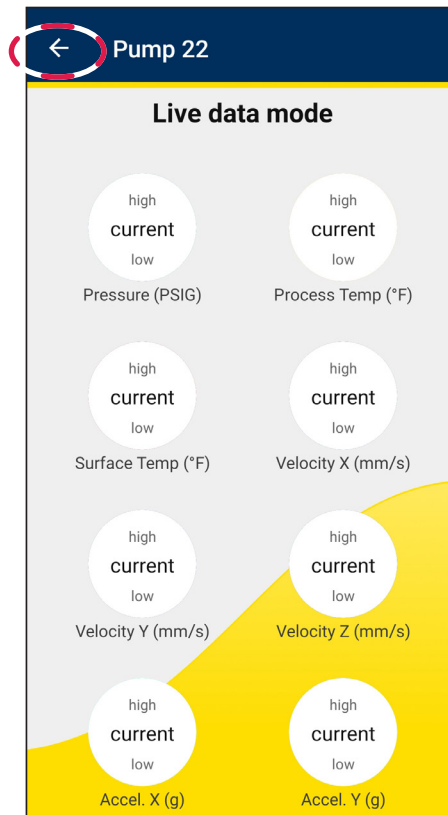 Pump 22
Live data mode
high high
current current
low low
Pressure (PSIG) Process Temp (°F)
high high
current current
low low
Surface Temp (°F) Velocity X (mm/s)
high high
current current
low low
Velocity Y (mm/s) Velocity Z (mm/s)
high high
current current
low low
Accel. X (g) Accel. Y (g)